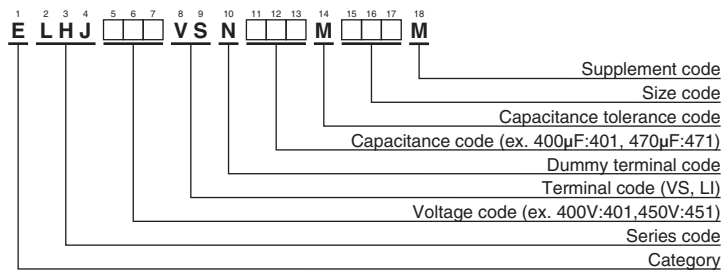 1 2 3 4 5 6 7 8 9 10 11 12 13 14 15 16 17 18
E L H J □□□ V S N □□□ M □□□ M
Supplement code
Size code
Capacitance tolerance code
Capacitance code (ex. 400µF:401, 470µF:471)
Dummy terminal code
Terminal code (VS, LI)
Voltage code (ex. 400V:401,450V:451)
Series code
Category